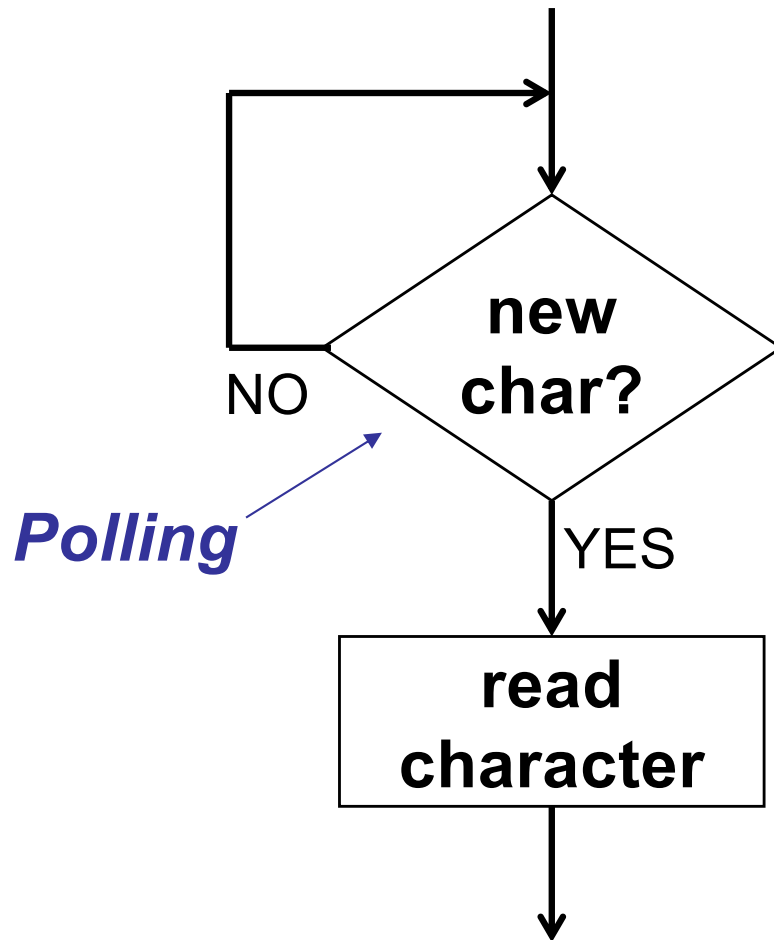 new
char?
NO
Polling
YES
read
character